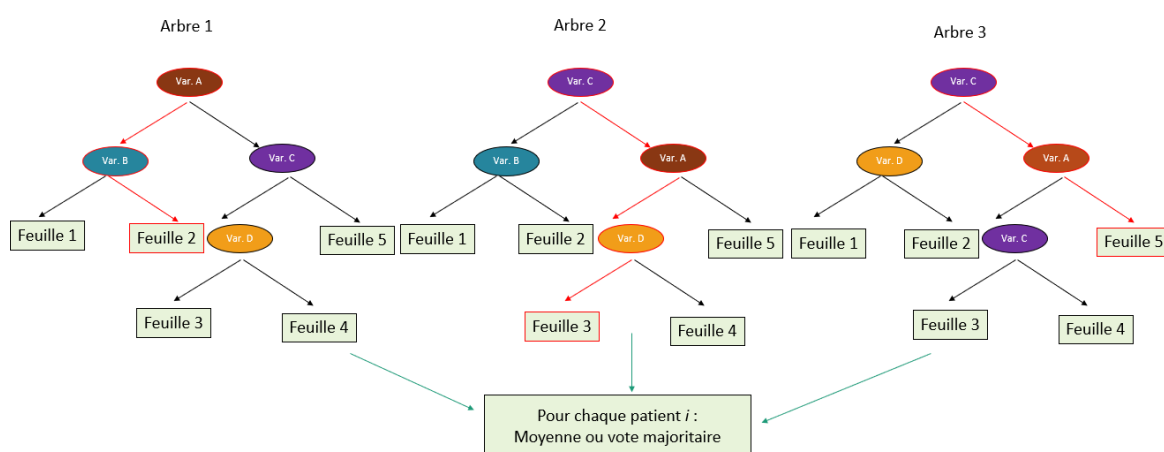 Arbre 1
Arbre 2
Arbre 3
Var. A
Var. C
Var. C
Var. B
Var. C
Var. B
Var. A
Var. D
Var. A
Feuille 1
Feuille 2
Var. D
Feuille 5
Feuille 1
Feuille 2
Var. D
Feuille 5
Feuille 1
Feuille 2
Var. C
Feuille 5
Feuille 3
Feuille 4
Feuille 3
Feuille 4
Feuille 3
Feuille 4
Pour chaque patient i :
Moyenne ou vote majoritaire